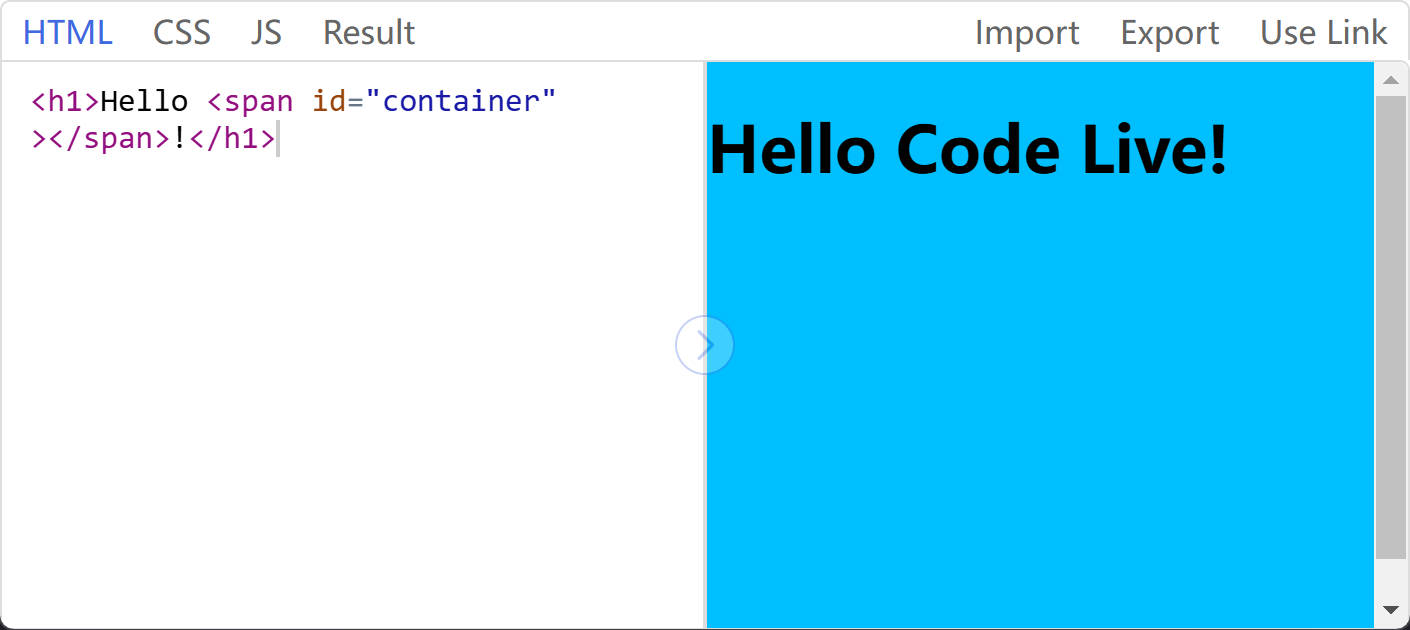 HTML CSS JS Result Import Export Use Link
<h1>Hello <span id="container"
></span>!</h1>
Hello Code Live!